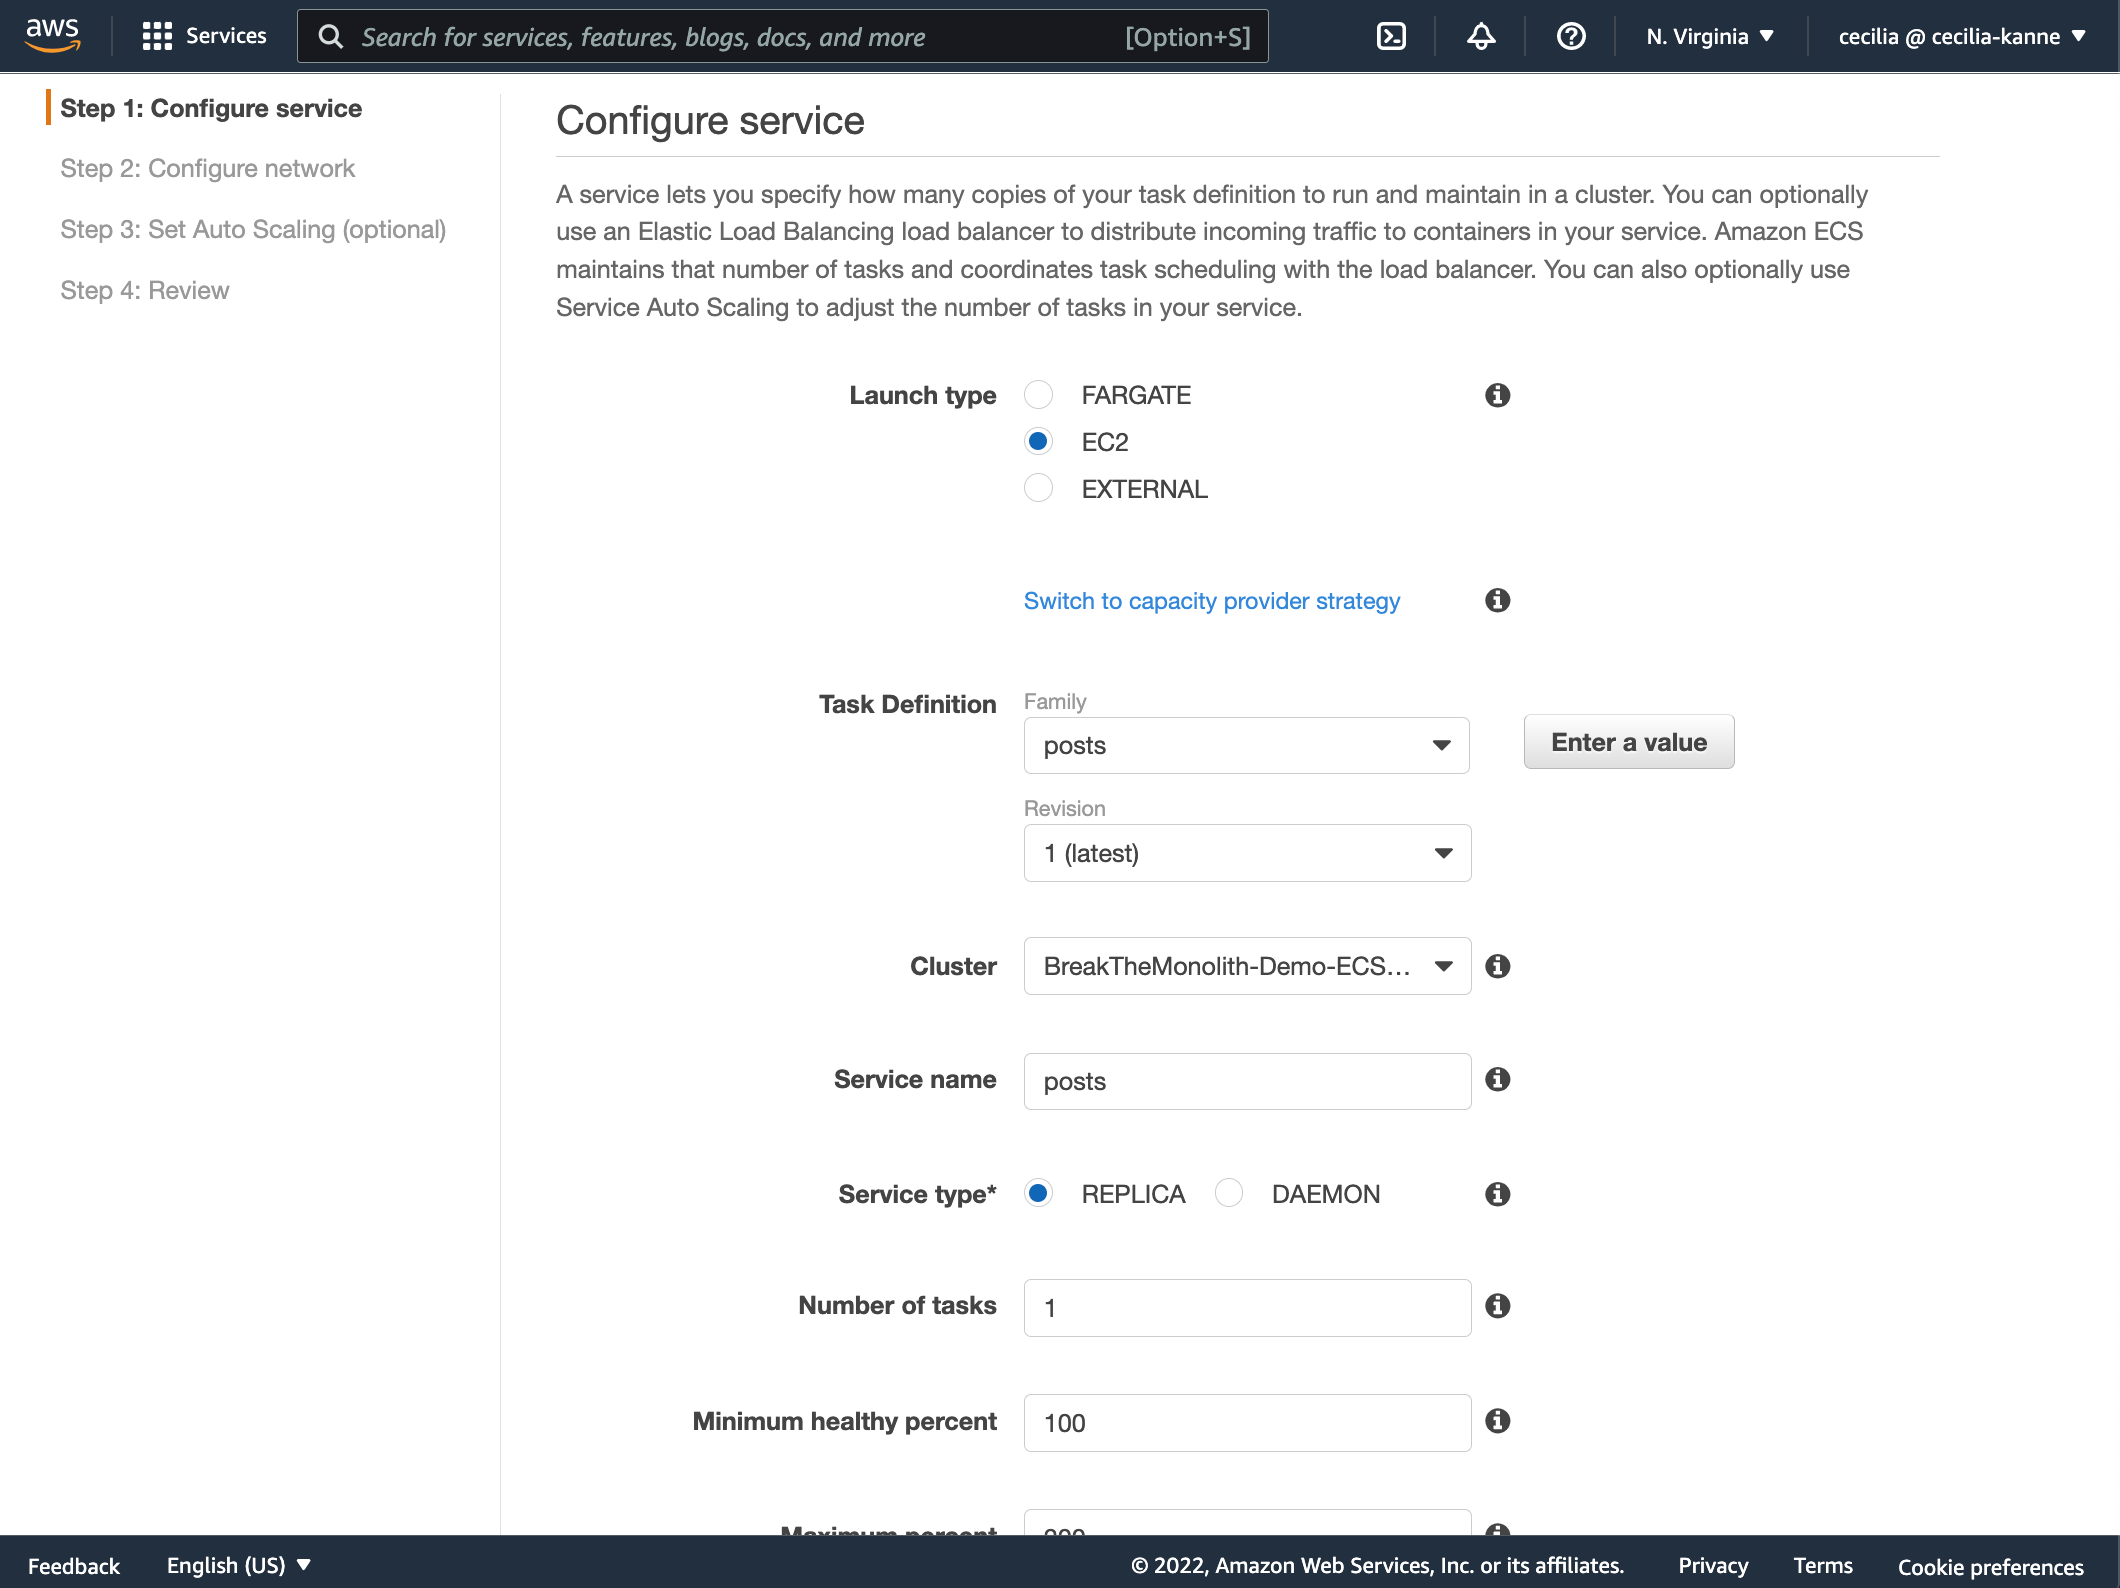 aws
Services
Search for services, features, blogs, docs, and more [Option+S]
N. Virginia
cecilia @ cecilia-kanne
Step 1: Configure service
Step 2: Configure network
Step 3: Set Auto Scaling (optional)
Step 4: Review
Configure service
A service lets you specify how many copies of your task definition to run and maintain in a cluster. You can optionally
use an Elastic Load Balancing load balancer to distribute incoming traffic to containers in your service. Amazon ECS
maintains that number of tasks and coordinates task scheduling with the load balancer. You can also optionally use
Service Auto Scaling to adjust the number of tasks in your service.
Launch type FARGATE
EC2
EXTERNAL
Switch to capacity provider strategy
Task Definition Family
posts Enter a value
Revision
1 (latest)
Cluster BreakTheMonolith-Demo-ECS...
Service name posts
Service type* REPLICA DAEMON
Number of tasks 1
Minimum healthy percent 100
Maximum percent 200
Feedback English (US) © 2022, Amazon Web Services, Inc. or its affiliates. Privacy Terms Cookie preferences